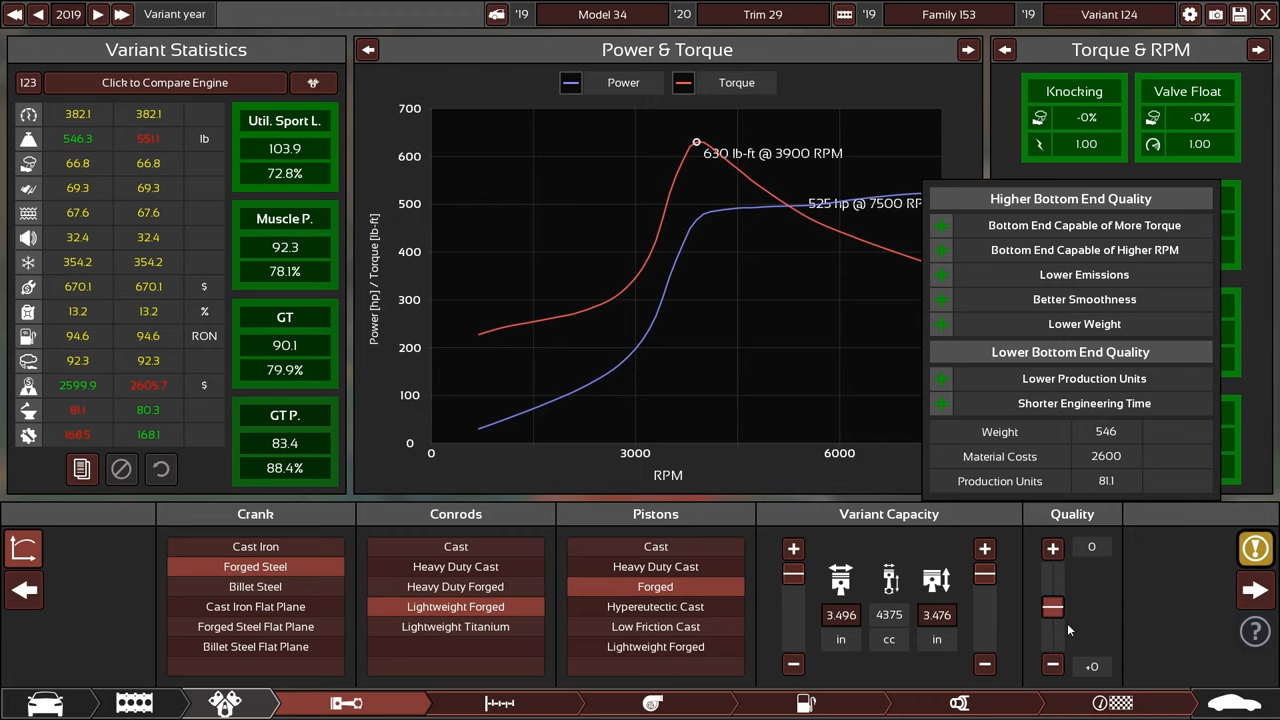 2019 Variant year '19 Model 34 '20 Trim 29 '19 Family 153 '19 Variant 124
Variant Statistics
123 Click to Compare Engine
382.1 382.1
546.3 551.1 lb
66.8 66.8
69.3 69.3
67.6 67.6
32.4 32.4
354.2 354.2
670.1 670.1 $
13.2 13.2 %
94.6 94.6 RON
92.3 92.3
2599.9 2605.7 $
81.1 80.3
168.5 168.1
Util. Sport L.
103.9
72.8%
Muscle P.
92.3
78.1%
GT
90.1
79.9%
GT P.
83.4
88.4%
Power & Torque
Power Torque
700
600
500
400
300
200
100
0
Power [hp] / Torque [lb-ft]
630 lb-ft @ 3900 RPM
525 hp @ 7500 RP
0 3000 6000
RPM
Torque & RPM
Knocking
-0%
1.00
Valve Float
-0%
1.00
Higher Bottom End Quality
Bottom End Capable of More Torque
Bottom End Capable of Higher RPM
Lower Emissions
Better Smoothness
Lower Weight
Lower Bottom End Quality
Lower Production Units
Shorter Engineering Time
Weight 546
Material Costs 2600
Production Units 81.1
Crank
Cast Iron
Forged Steel
Billet Steel
Cast Iron Flat Plane
Forged Steel Flat Plane
Billet Steel Flat Plane
Conrods
Cast
Heavy Duty Cast
Heavy Duty Forged
Lightweight Forged
Lightweight Titanium
Pistons
Cast
Heavy Duty Cast
Forged
Hypereutectic Cast
Low Friction Cast
Lightweight Forged
Variant Capacity
3.496 4375 3.476
in cc in
Quality
0
+0